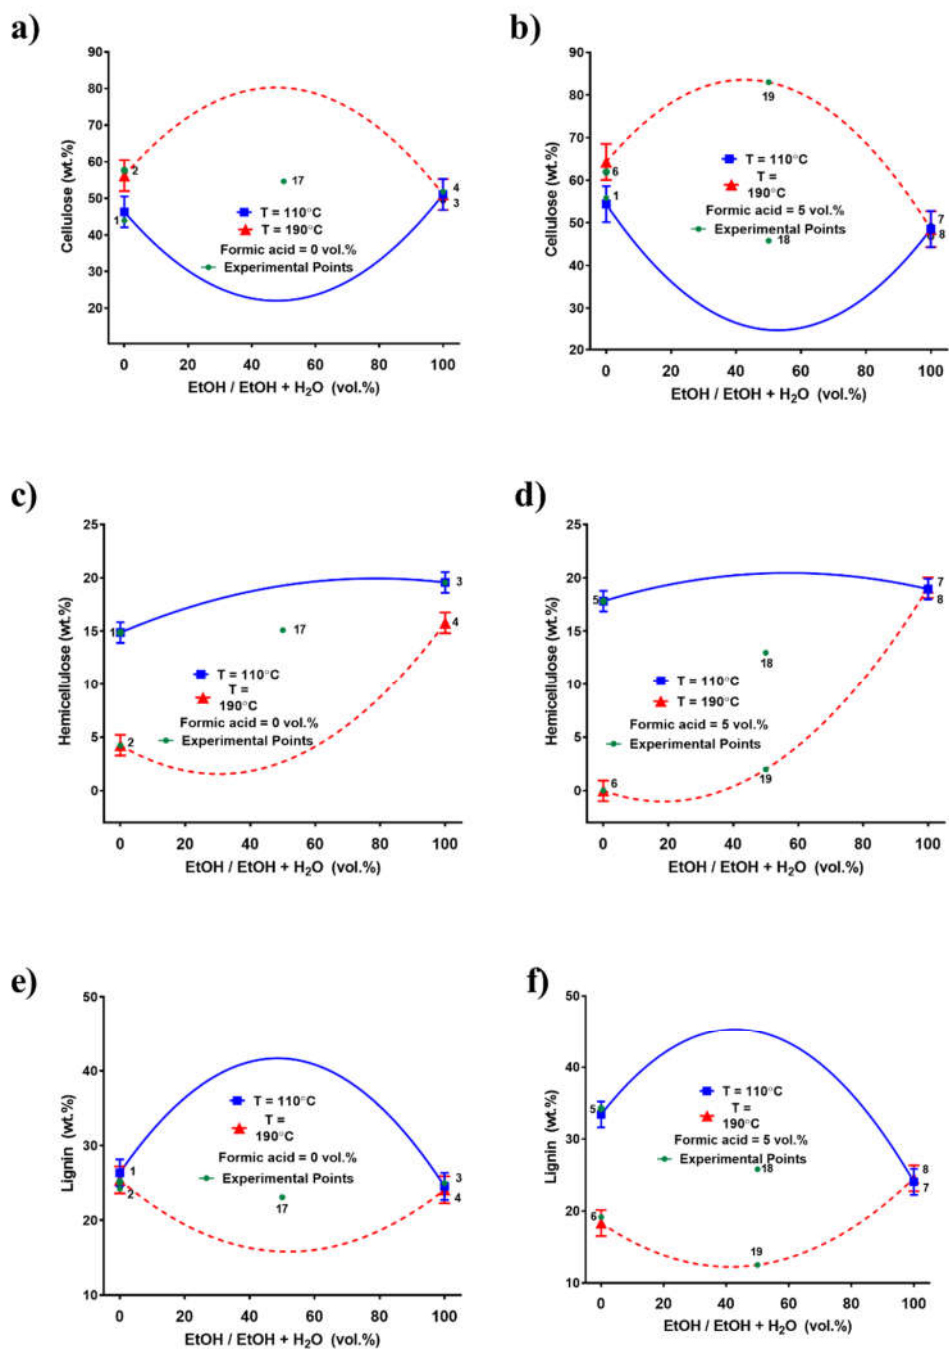 a)
90
80
70
60
50
40
30
20
Cellulose (wt.%)
2
1
17
4
3
T = 110°C
T = 190°C
Formic acid = 0 vol.%
Experimental Points
0 20 40 60 80 100
EtOH / EtOH + H₂O (vol.%)
b)
90
80
70
60
50
40
30
20
Cellulose (wt.%)
19
6
1
7
8
18
T = 110°C
T =
190°C
Formic acid = 5 vol.%
Experimental Points
0 20 40 60 80 100
EtOH / EtOH + H₂O (vol.%)
c)
25
20
15
10
5
0
Hemicellulose (wt.%)
1
2
17
3
4
T = 110°C
T =
190°C
Formic acid = 0 vol.%
Experimental Points
0 20 40 60 80 100
EtOH / EtOH + H₂O (vol.%)
d)
25
20
15
10
5
0
Hemicellulose (wt.%)
5
6
18
19
7
8
T = 110°C
T = 190°C
Formic acid = 5 vol.%
Experimental Points
0 20 40 60 80 100
EtOH / EtOH + H₂O (vol.%)
e)
50
40
30
20
10
Lignin (wt.%)
1
2
17
3
4
T = 110°C
T =
190°C
Formic acid = 0 vol.%
Experimental Points
0 20 40 60 80 100
EtOH / EtOH + H₂O (vol.%)
f)
50
40
30
20
10
Lignin (wt.%)
5
6
18
19
8
7
T = 110°C
T =
190°C
Formic acid = 5 vol.%
Experimental Points
0 20 40 60 80 100
EtOH / EtOH + H₂O (vol.%)